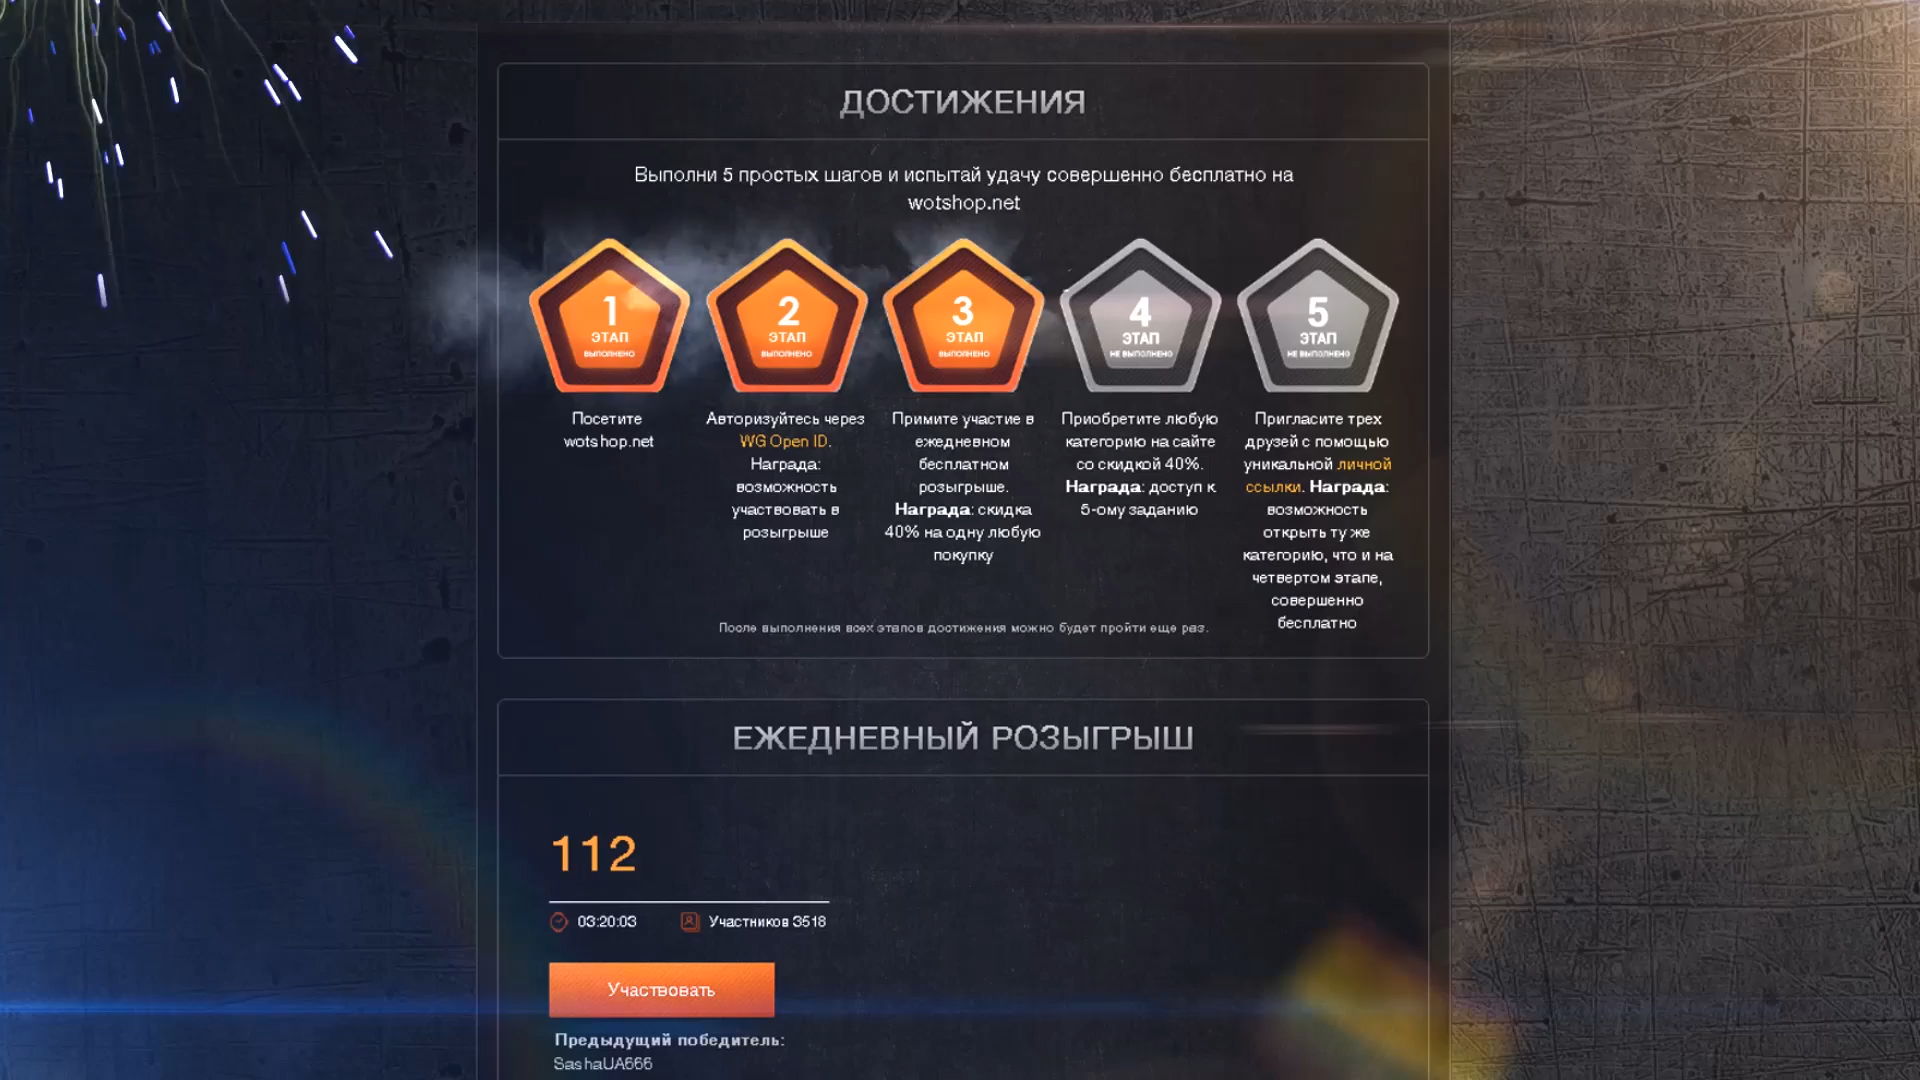 ДОСТИЖЕНИЯ
Выполни 5 простых шагов и испытай удачу совершенно бесплатно на
wotshop.net
1
ЭТАП
ВЫПОЛНЕНО
2
ЭТАП
ВЫПОЛНЕНО
3
ЭТАП
ВЫПОЛНЕНО
4
ЭТАП
НЕ ВЫПОЛНЕНО
5
ЭТАП
НЕ ВЫПОЛНЕНО
Посетите
wotshop.net
Авторизуйтесь через
WG Open ID.
Награда:
возможность
участвовать в
розыгрыше
Примите участие в
ежедневном
бесплатном
розыгрыше.
Награда: скидка
40% на одну любую
покупку
Приобретите любую
категорию на сайте
со скидкой 40%.
Награда: доступ к
5-ому заданию
Пригласите трех
друзей с помощью
уникальной личной
ссылки. Награда:
возможность
открыть ту же
категорию, что и на
четвертом этапе,
совершенно
бесплатно
После выполнения всех этапов достижения можно будет пройти еще раз.
ЕЖЕДНЕВНЫЙ РОЗЫГРЫШ
112
03:20:03
Участников 3518
Участвовать
Предыдущий победитель:
SashaUA666